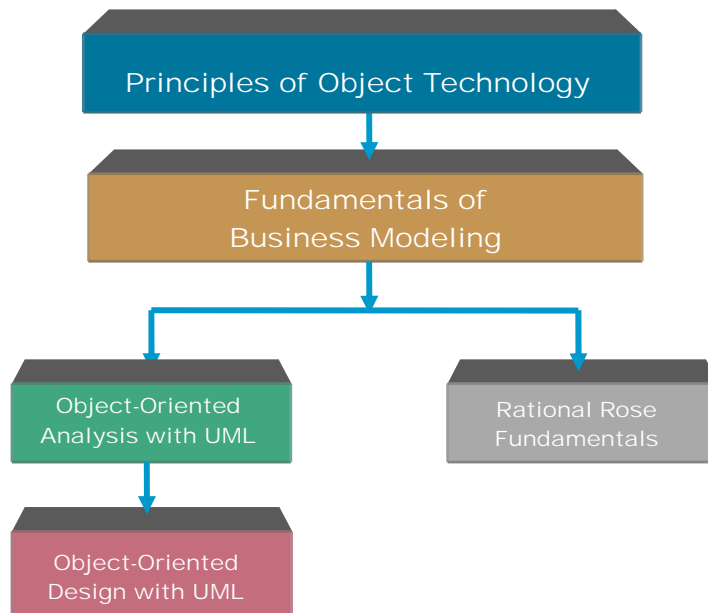 Principles of Object Technology
Fundamentals of
Business Modeling
Object-Oriented
Analysis with UML
Rational Rose
Fundamentals
Object-Oriented
Design with UML